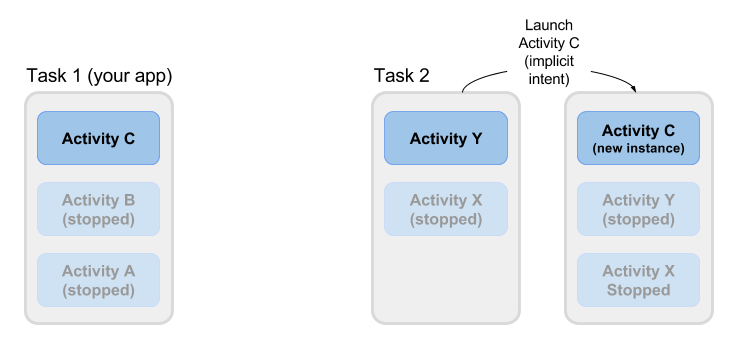 Task 1 (your app)
Activity C
Activity B
(stopped)
Activity A
(stopped)
Task 2
Activity Y
Activity X
(stopped)
Launch
Activity C
(implicit
intent)
Activity C
(new instance)
Activity Y
(stopped)
Activity X
Stopped